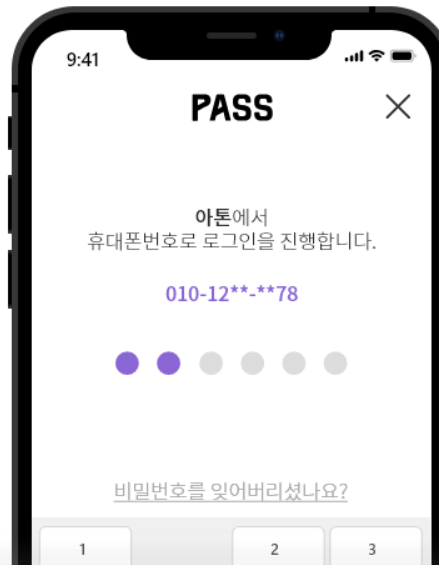 9:41
PASS
아톤에서
휴대폰번호로 로그인을 진행합니다.
010-12**-**78
비밀번호를 잊어버리셨나요?
1 2 3